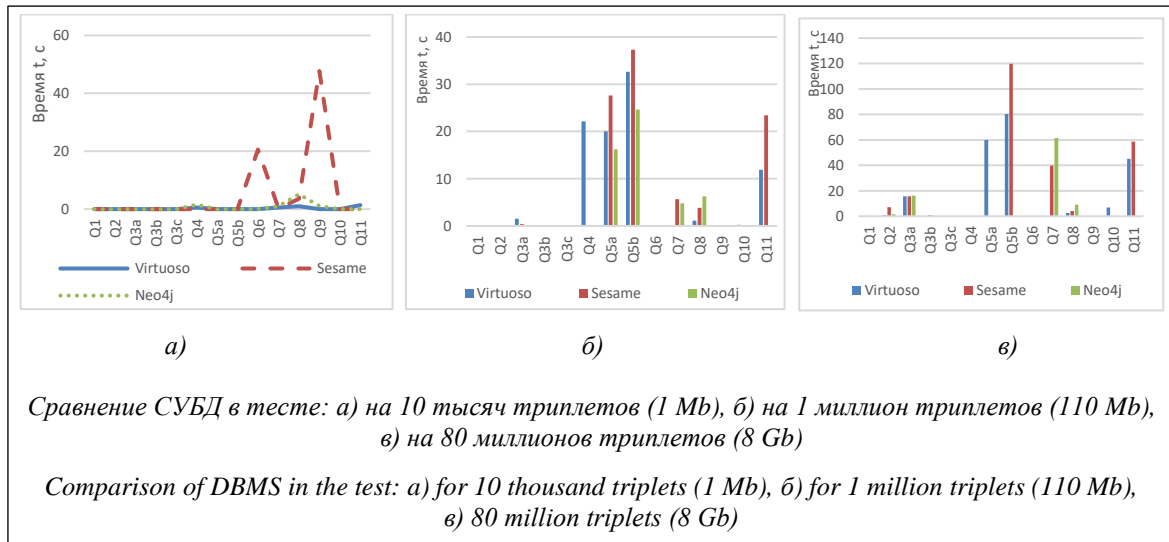 Время t, с
60
40
20
0
Q1
Q2
Q3a
Q3b
Q3c
Q4
Q5a
Q5b
Q6
Q7
Q8
Q9
Q10
Q11
Virtuoso
Sesame
Neo4j
а)
Время t, с
40
30
20
10
0
Q1
Q2
Q3a
Q3b
Q3c
Q4
Q5a
Q5b
Q6
Q7
Q8
Q9
Q10
Q11
Virtuoso
Sesame
Neo4j
б)
Время t, с
140
120
100
80
60
40
20
0
Q1
Q2
Q3a
Q3b
Q3c
Q4
Q5a
Q5b
Q6
Q7
Q8
Q9
Q10
Q11
Virtuoso
Sesame
Neo4j
в)
Сравнение СУБД в тесте: а) на 10 тысяч триплетов (1 Mb), б) на 1 миллион триплетов (110 Mb),
в) на 80 миллионов триплетов (8 Gb)
Comparison of DBMS in the test: а) for 10 thousand triplets (1 Mb), б) for 1 million triplets (110 Mb),
в) 80 million triplets (8 Gb)